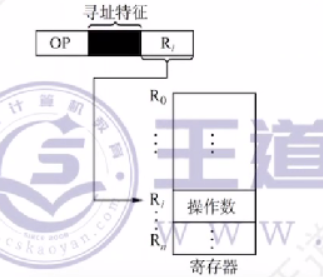 寻址特征
OP
R_i
R_0
⋮ ⋮
R_i 操作数
⋮ ⋮
R_n
寄存器
王道
计算机教育
cskaoyan.com